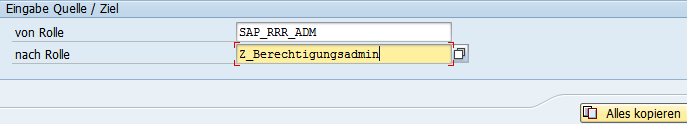 Eingabe Quelle / Ziel
von Rolle SAP_RRR_ADM
nach Rolle Z_Berechtigungsadmin
Alles kopieren